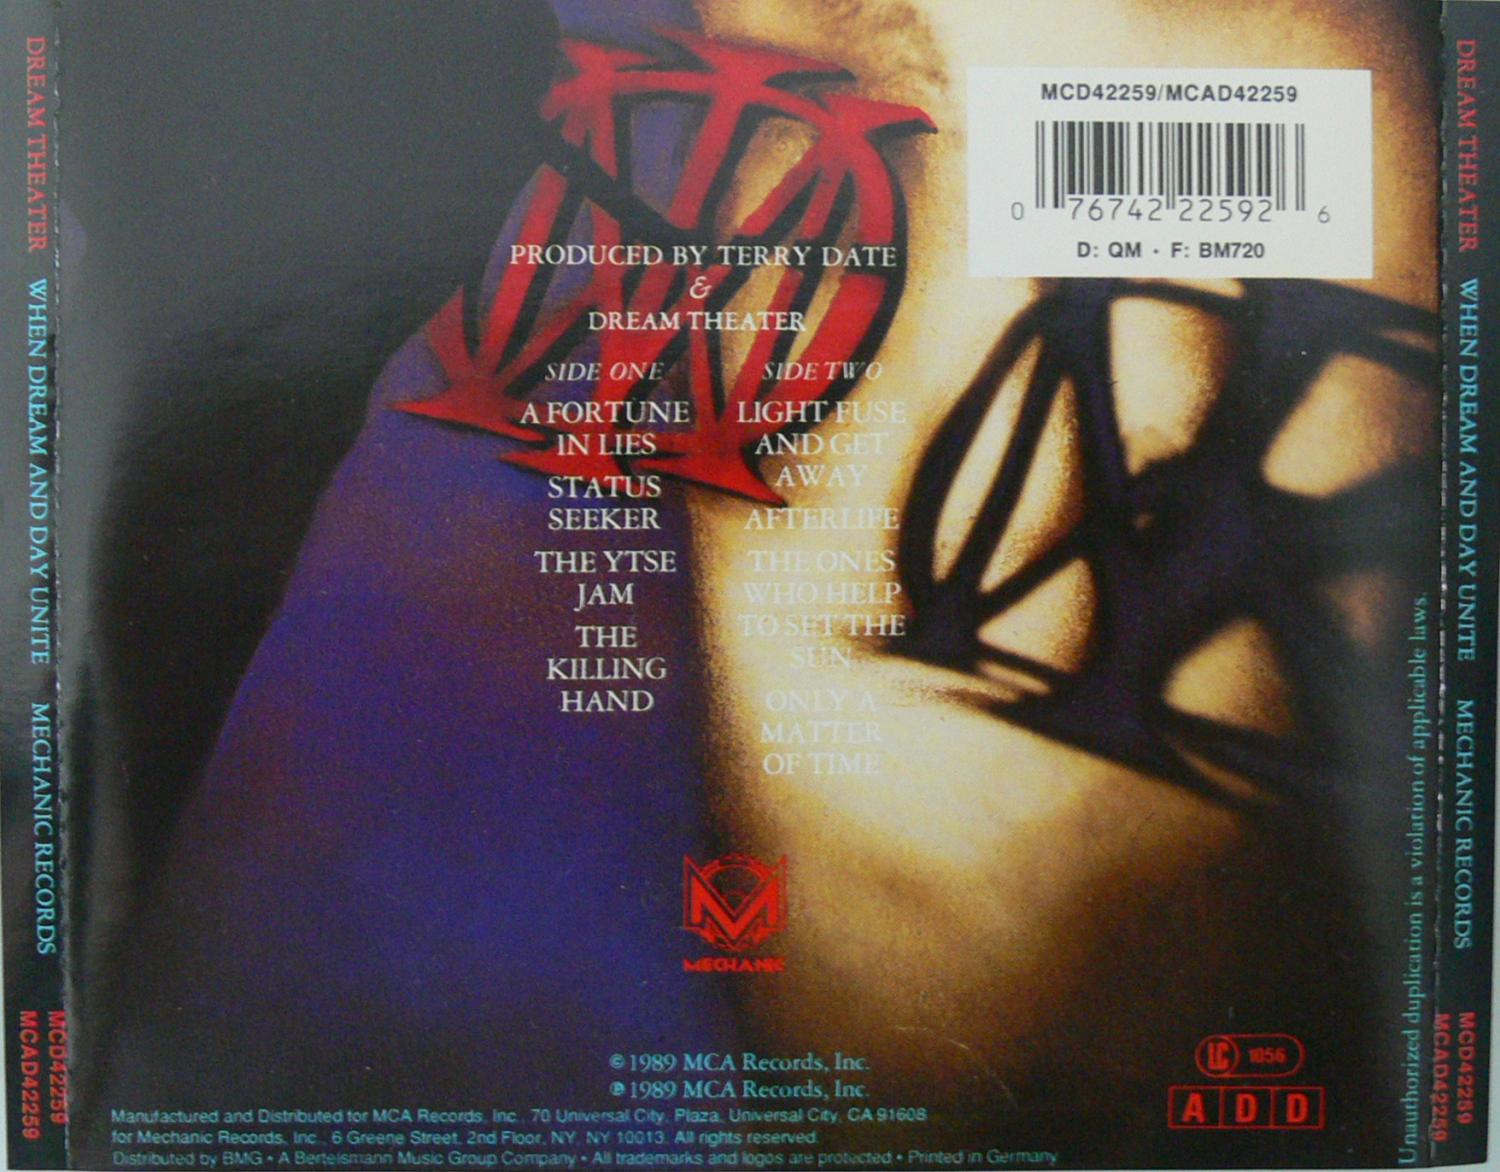 DREAM THEATER WHEN DREAM AND DAY UNITE MECHANIC RECORDS MCD42259
MCAD42259
MCD42259/MCAD42259
0 76742 22592 6
D: QM · F: BM720
PRODUCED BY TERRY DATE
&
DREAM THEATER
SIDE ONE
A FORTUNE
IN LIES
STATUS
SEEKER
THE YTSE
JAM
THE
KILLING
HAND
SIDE TWO
LIGHT FUSE
AND GET
AWAY
AFTERLIFE
THE ONES
WHO HELP
TO SET THE
SUN
ONLY A
MATTER
OF TIME
M
MECHANIC
© 1989 MCA Records, Inc.
℗ 1989 MCA Records, Inc.
Manufactured and Distributed for MCA Records, Inc., 70 Universal City, Plaza, Universal City, CA 91608
for Mechanic Records, Inc., 6 Greene Street, 2nd Floor, NY, NY 10013. All rights reserved.
Distributed by BMG • A Bertelsmann Music Group Company • All trademarks and logos are protected • Printed in Germany
LC 1056
A D D
Unauthorized duplication is a violation of applicable laws.
DREAM THEATER WHEN DREAM AND DAY UNITE MECHANIC RECORDS MCD42259
MCAD42259